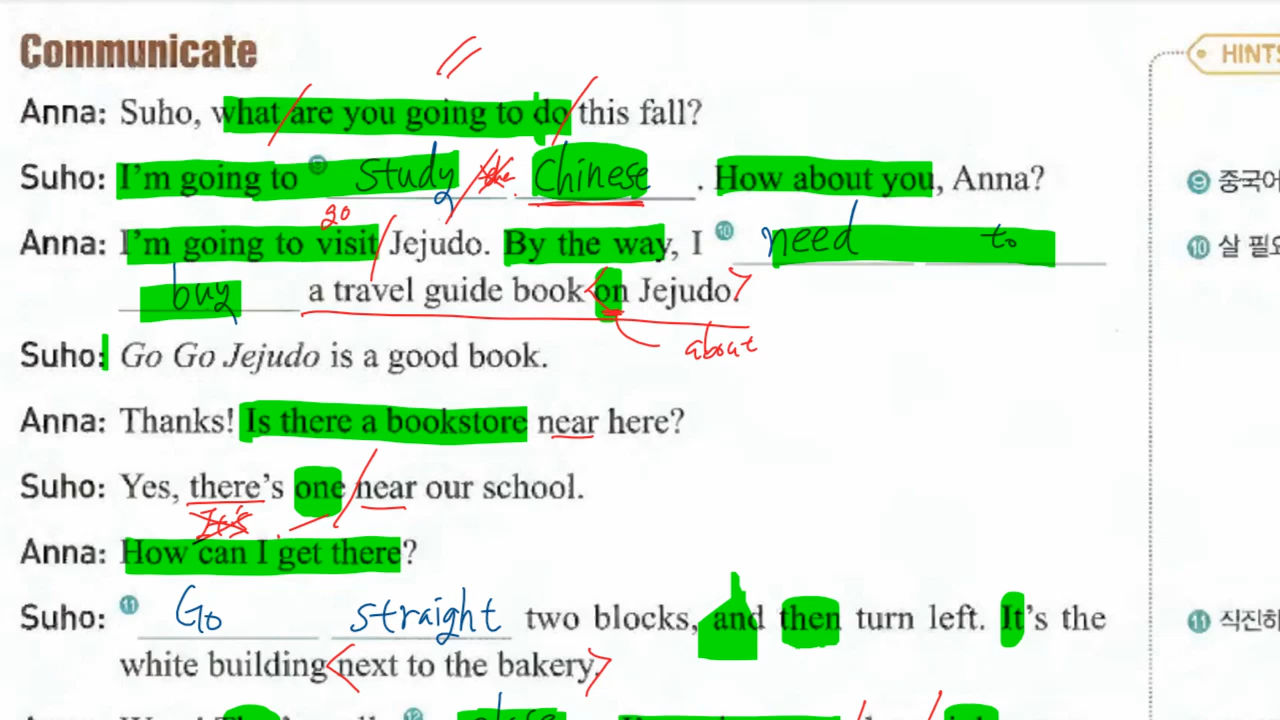 Communicate
HINTS
Anna: Suho, what are you going to do this fall?
Suho: I'm going to ⑨ study the Chinese. How about you, Anna?
⑨ 중국어
go
Anna: I'm going to visit Jejudo. By the way, I ⑩ need to
⑩ 살 필요
buy a travel guide book <on Jejudo.>
about
Suho: Go Go Jejudo is a good book.
Anna: Thanks! Is there a bookstore near here?
Suho: Yes, there's one near our school.
It's
Anna: How can I get there?
Suho: ⑪ Go straight two blocks, and then turn left. It's the
⑪ 직진하
white building <next to the bakery.>
⑫ close